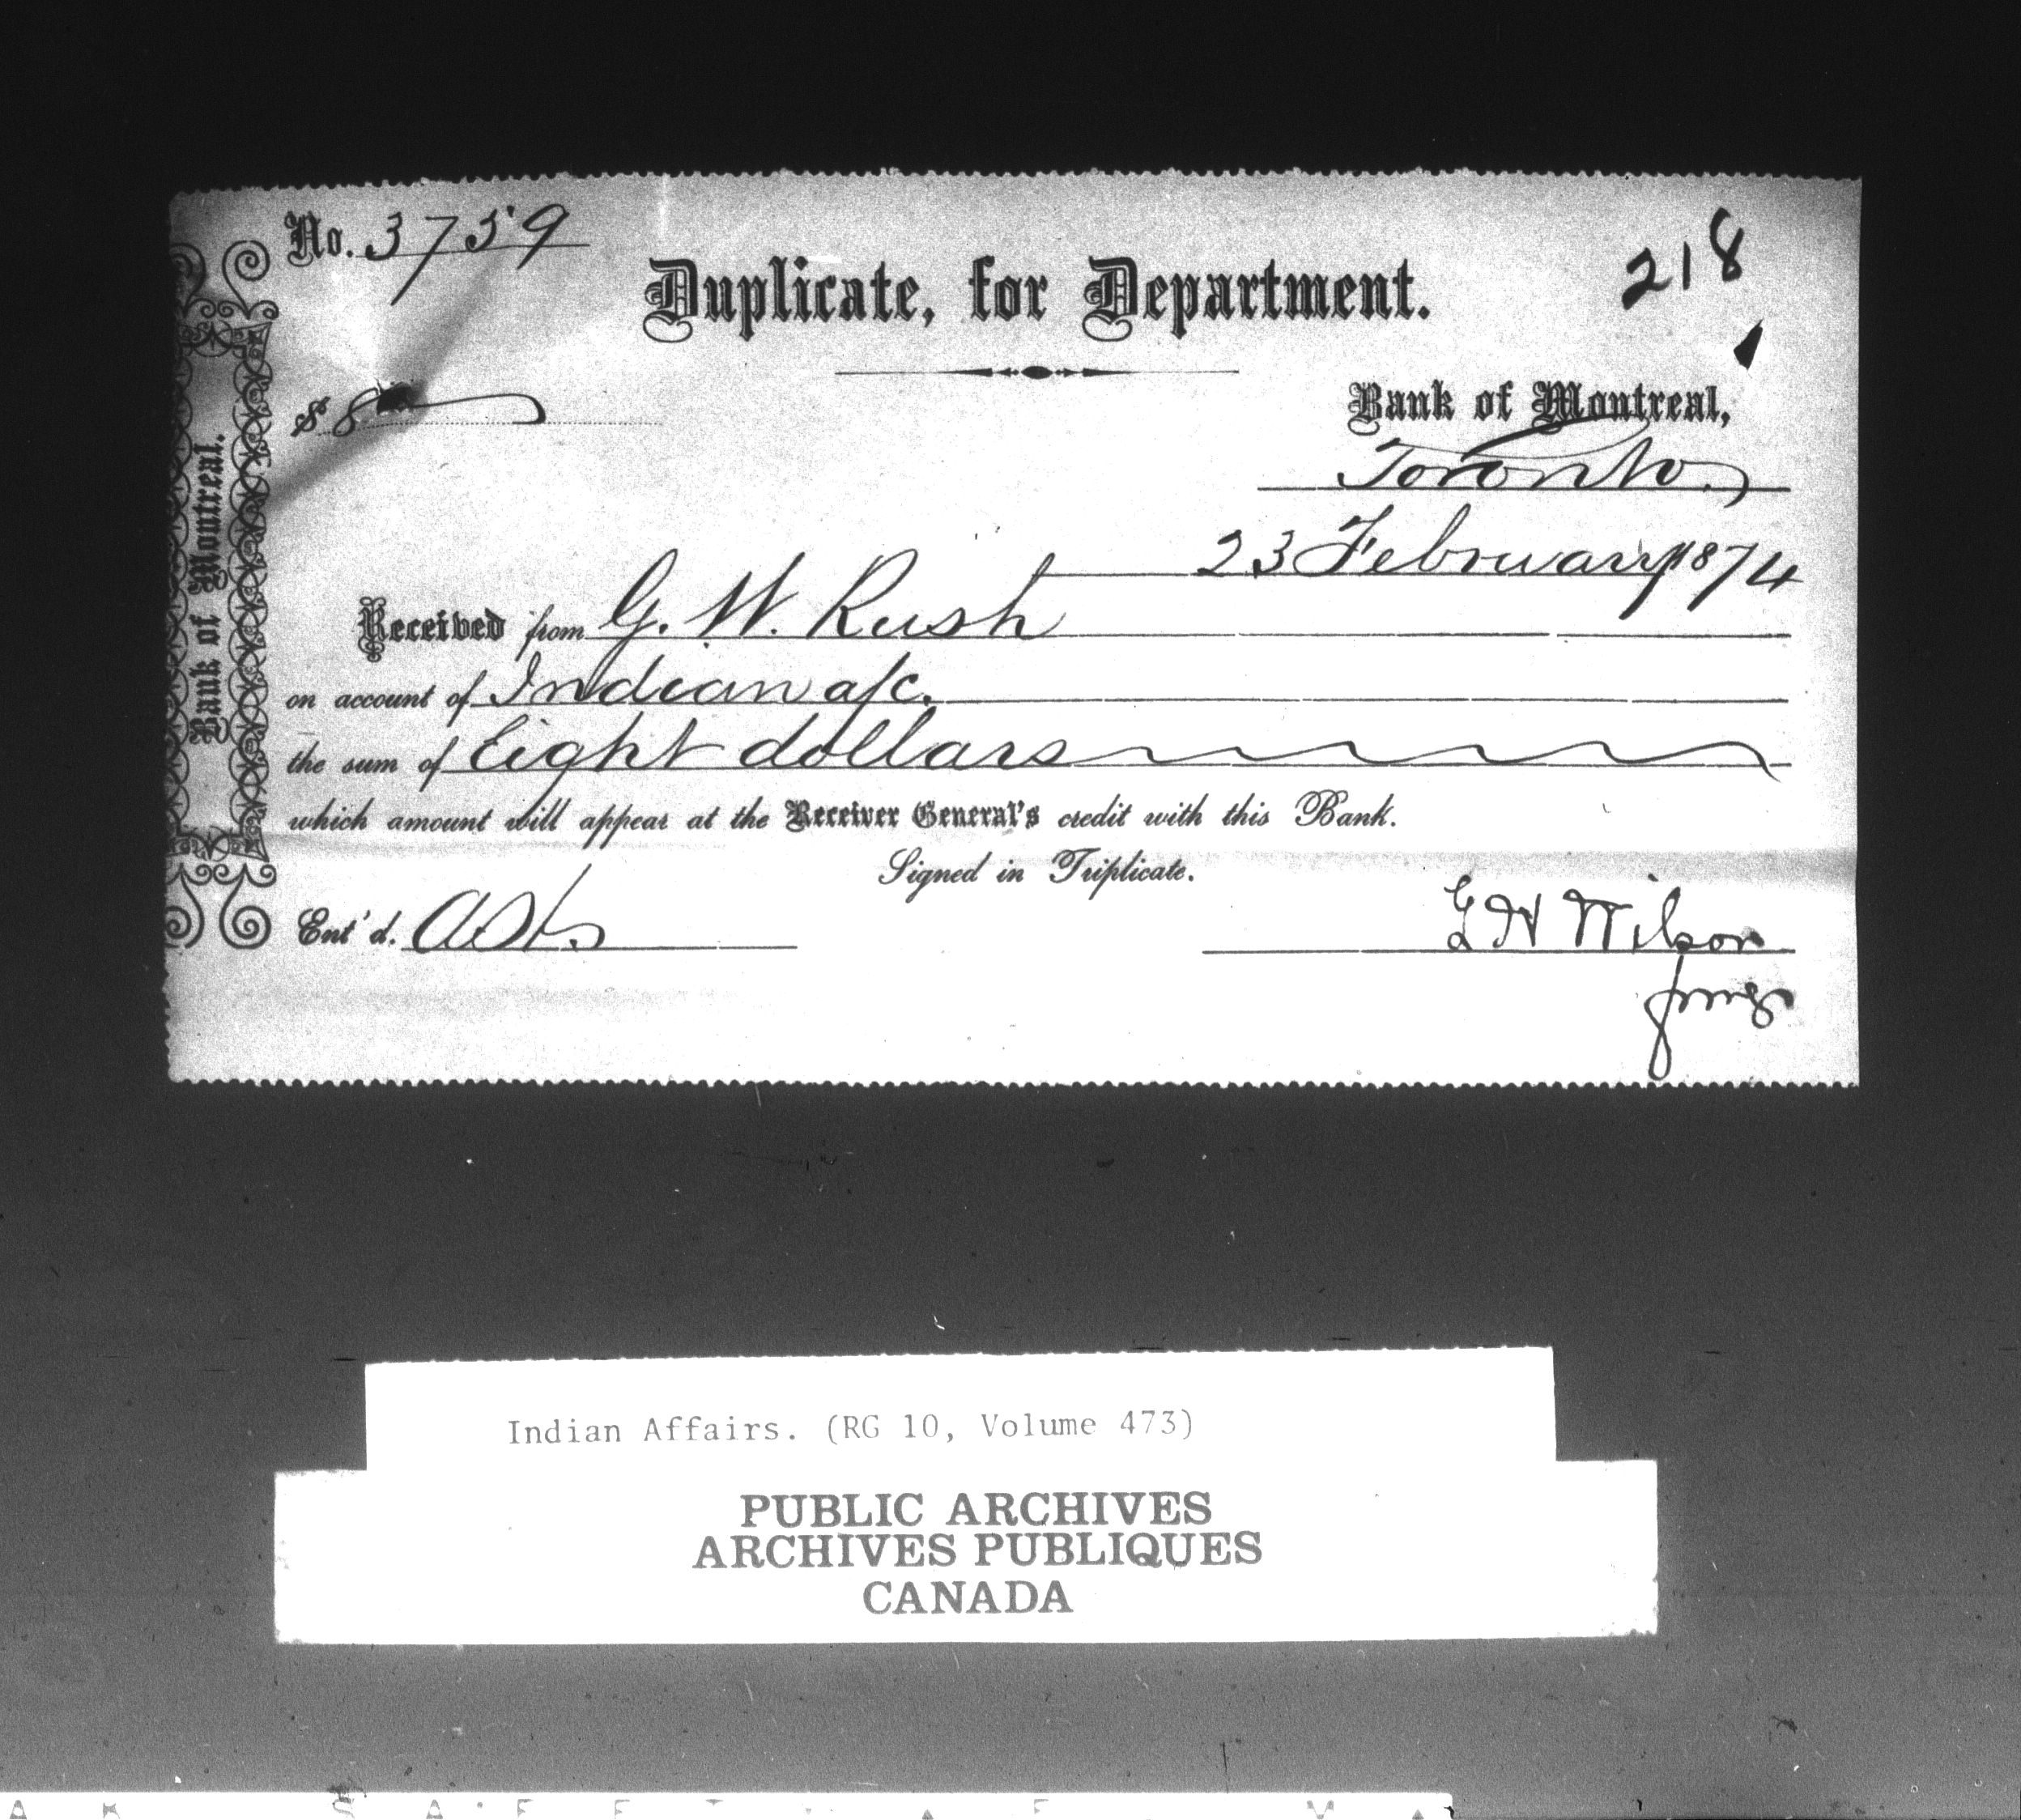 No. 3759
218
Duplicate, for Department.
$ 8
Bank of Montreal,
Toronto
23 February 1874
Received from G. W. Rush
on account of Indian a/c.
the sum of Eight dollars
which amount will appear at the Receiver General's credit with this Bank.
Signed in Triplicate.
Ent'd.
G H Wilson
Bank of Montreal.
Indian Affairs. (RG 10, Volume 473)
PUBLIC ARCHIVES
ARCHIVES PUBLIQUES
CANADA